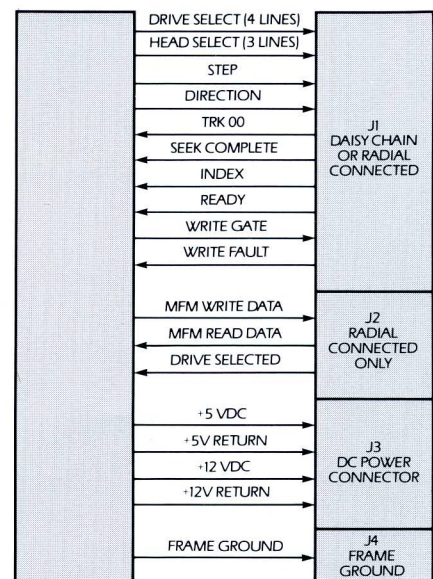 DRIVE SELECT (4 LINES)
HEAD SELECT (3 LINES)
STEP
DIRECTION
TRK 00
SEEK COMPLETE
INDEX
READY
WRITE GATE
WRITE FAULT
J1
DAISY CHAIN
OR RADIAL
CONNECTED
MFM WRITE DATA
MFM READ DATA
DRIVE SELECTED
J2
RADIAL
CONNECTED
ONLY
+5 VDC
+5V RETURN
+12 VDC
+12V RETURN
J3
DC POWER
CONNECTOR
FRAME GROUND
J4
FRAME
GROUND